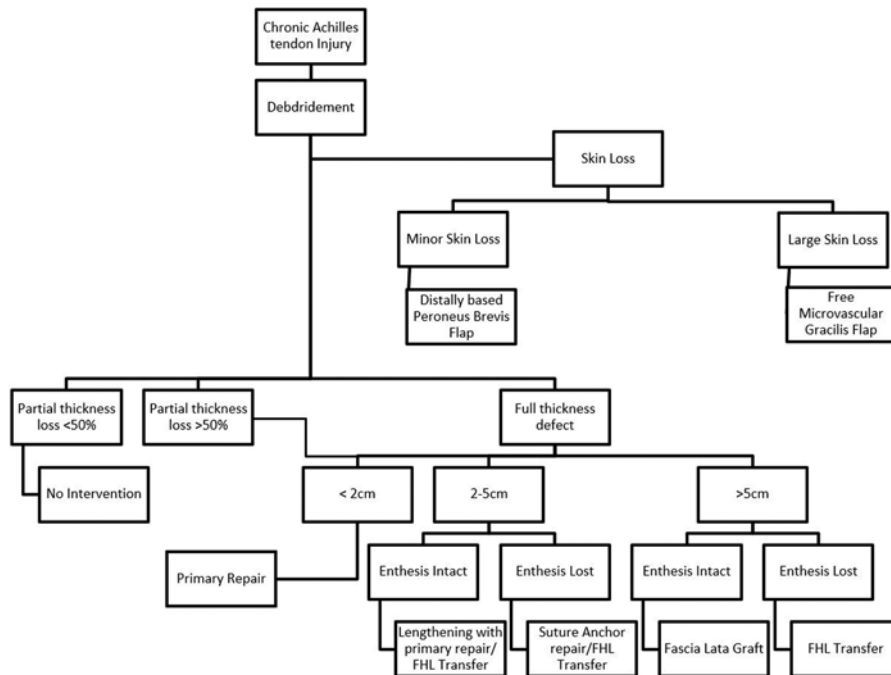 Chronic Achilles
tendon Injury
Debdridement
Skin Loss
Minor Skin Loss
Large Skin Loss
Distally based
Peroneus Brevis
Flap
Free
Microvascular
Gracilis Flap
Partial thickness
loss <50%
Partial thickness
loss >50%
Full thickness
defect
No Intervention
< 2cm
2-5cm
>5cm
Primary Repair
Enthesis Intact
Enthesis Lost
Enthesis Intact
Enthesis Lost
Lengthening with
primary repair/
FHL Transfer
Suture Anchor
repair/FHL
Transfer
Fascia Lata Graft
FHL Transfer